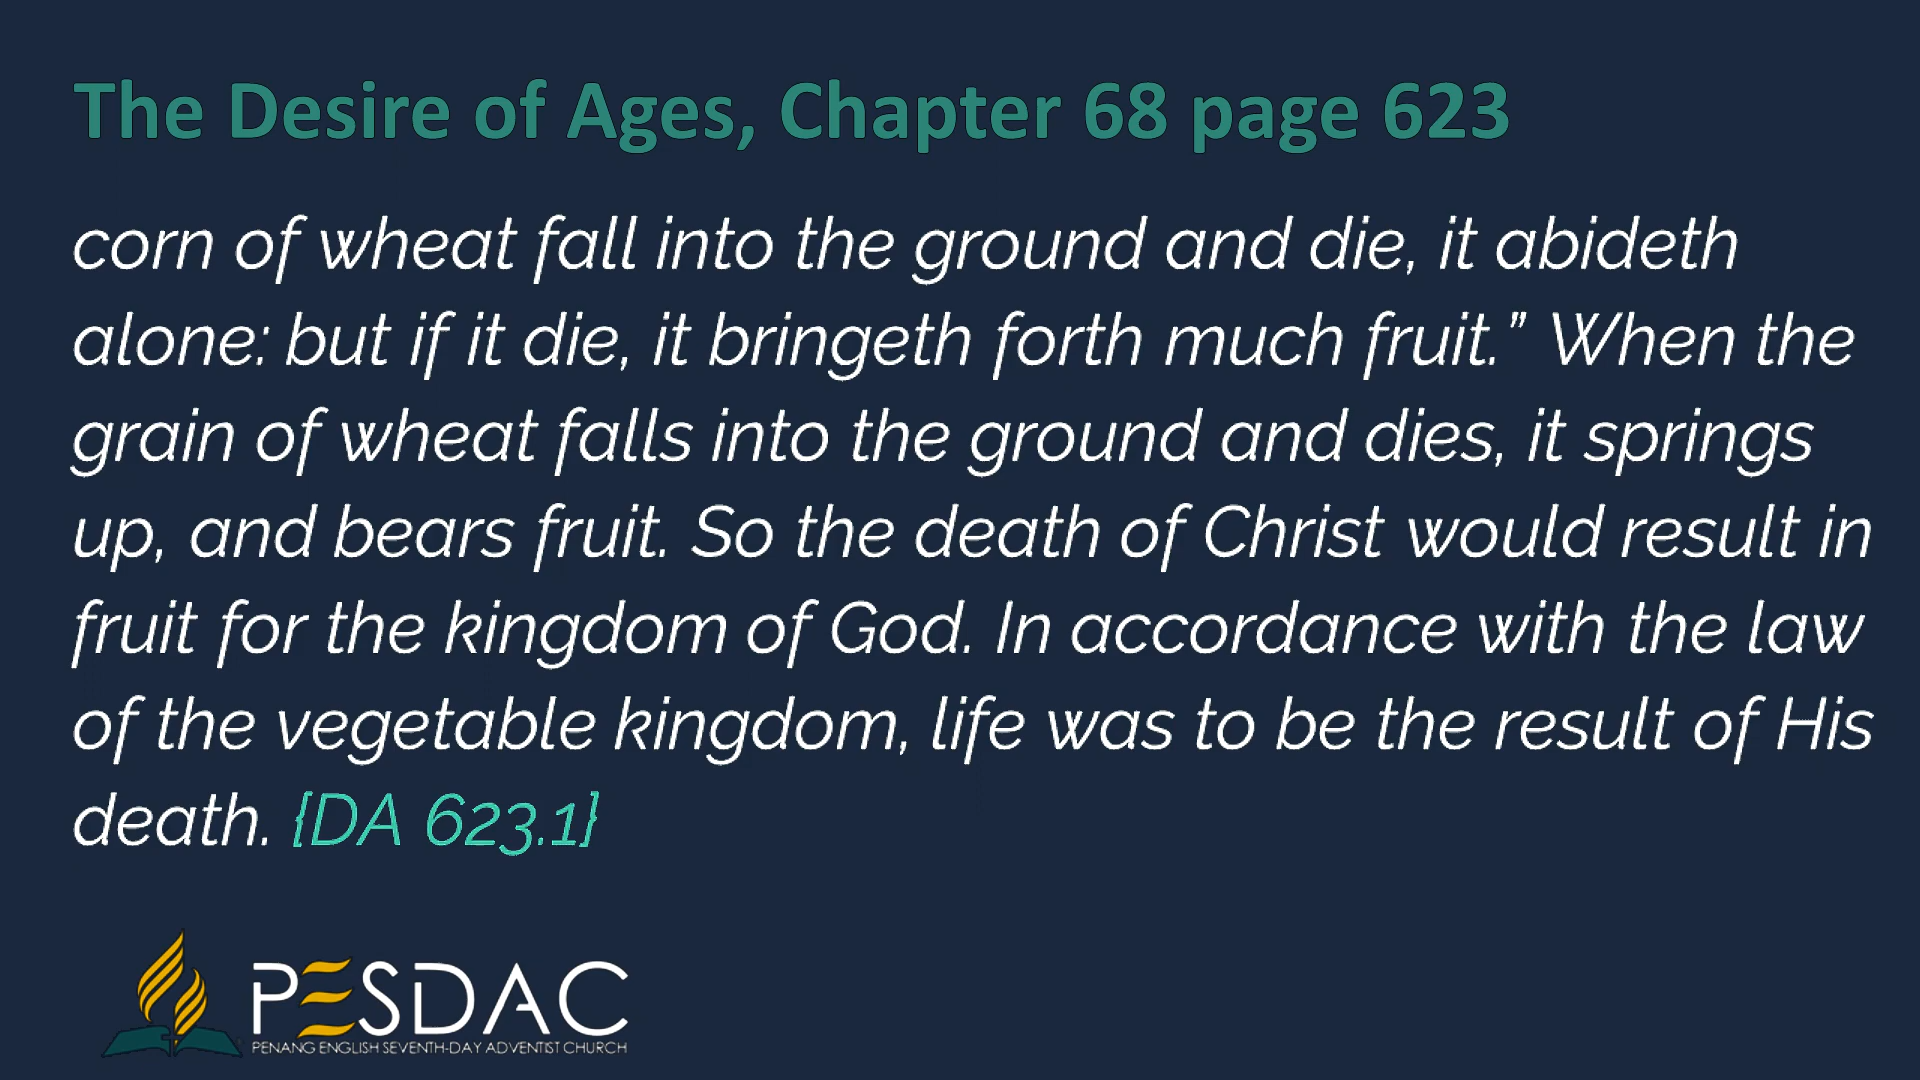 The Desire of Ages, Chapter 68 page 623
corn of wheat fall into the ground and die, it abideth
alone: but if it die, it bringeth forth much fruit.” When the
grain of wheat falls into the ground and dies, it springs
up, and bears fruit. So the death of Christ would result in
fruit for the kingdom of God. In accordance with the law
of the vegetable kingdom, life was to be the result of His
death. {DA 623.1}
PESDAC
PENANG ENGLISH SEVENTH-DAY ADVENTIST CHURCH